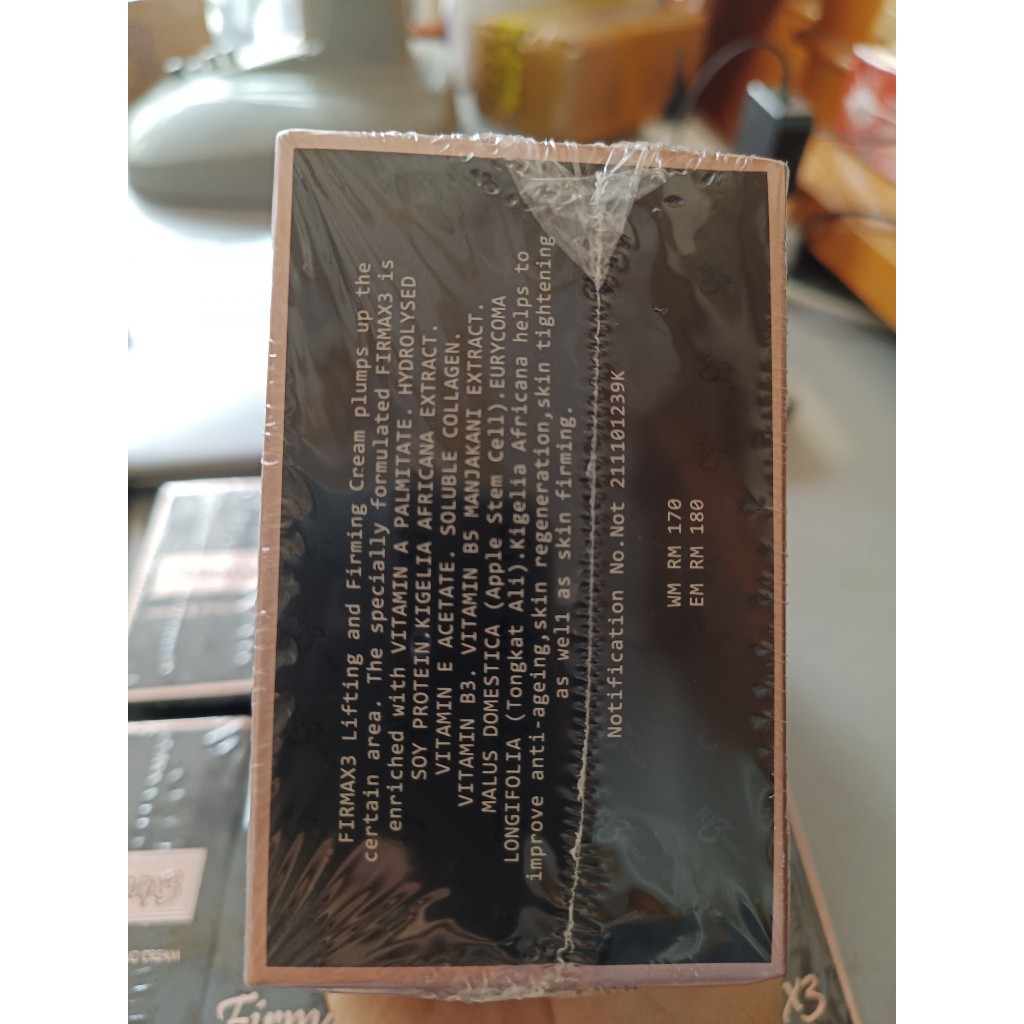 FIRMAX3 Lifting and Firming Cream plumps up the
certain area. The specially formulated FIRMAX3 is
enriched with VITAMIN A PALMITATE. HYDROLYSED
SOY PROTEIN.KIGELIA AFRICANA EXTRACT.
VITAMIN E ACETATE. SOLUBLE COLLAGEN.
VITAMIN B3. VITAMIN B5 MANJAKANI EXTRACT.
MALUS DOMESTICA (Apple Stem Cell).EURYCOMA
LONGIFOLIA (Tongkat Ali).Kigelia Africana helps to
improve anti-ageing,skin regeneration,skin tightening
as well as skin firming.
Notification No.Not 211101239K
WM RM 170
EM RM 180
CREAM
Firma
x3